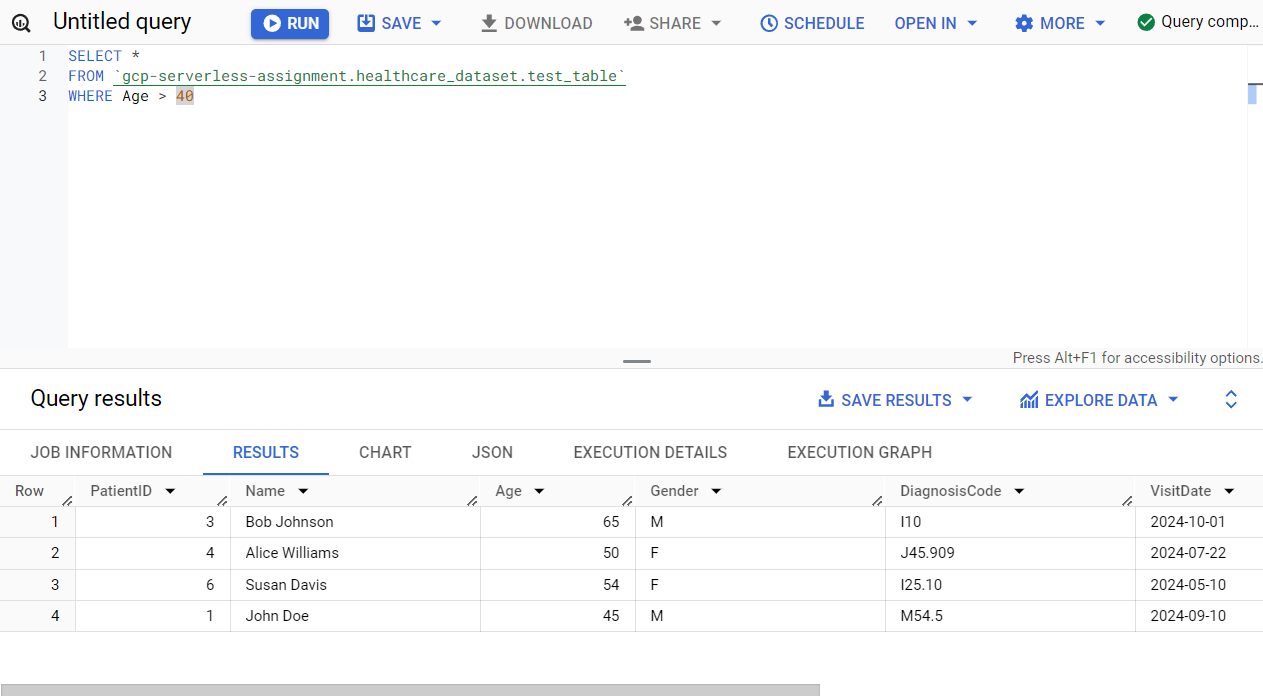 Untitled query RUN SAVE DOWNLOAD SHARE SCHEDULE OPEN IN MORE Query comp...
1 SELECT *
2 FROM `gcp-serverless-assignment.healthcare_dataset.test_table`
3 WHERE Age > 40
Press Alt+F1 for accessibility options.
Query results SAVE RESULTS EXPLORE DATA
JOB INFORMATION RESULTS CHART JSON EXECUTION DETAILS EXECUTION GRAPH
Row PatientID Name Age Gender DiagnosisCode VisitDate
1 3 Bob Johnson 65 M I10 2024-10-01
2 4 Alice Williams 50 F J45.909 2024-07-22
3 6 Susan Davis 54 F I25.10 2024-05-10
4 1 John Doe 45 M M54.5 2024-09-10